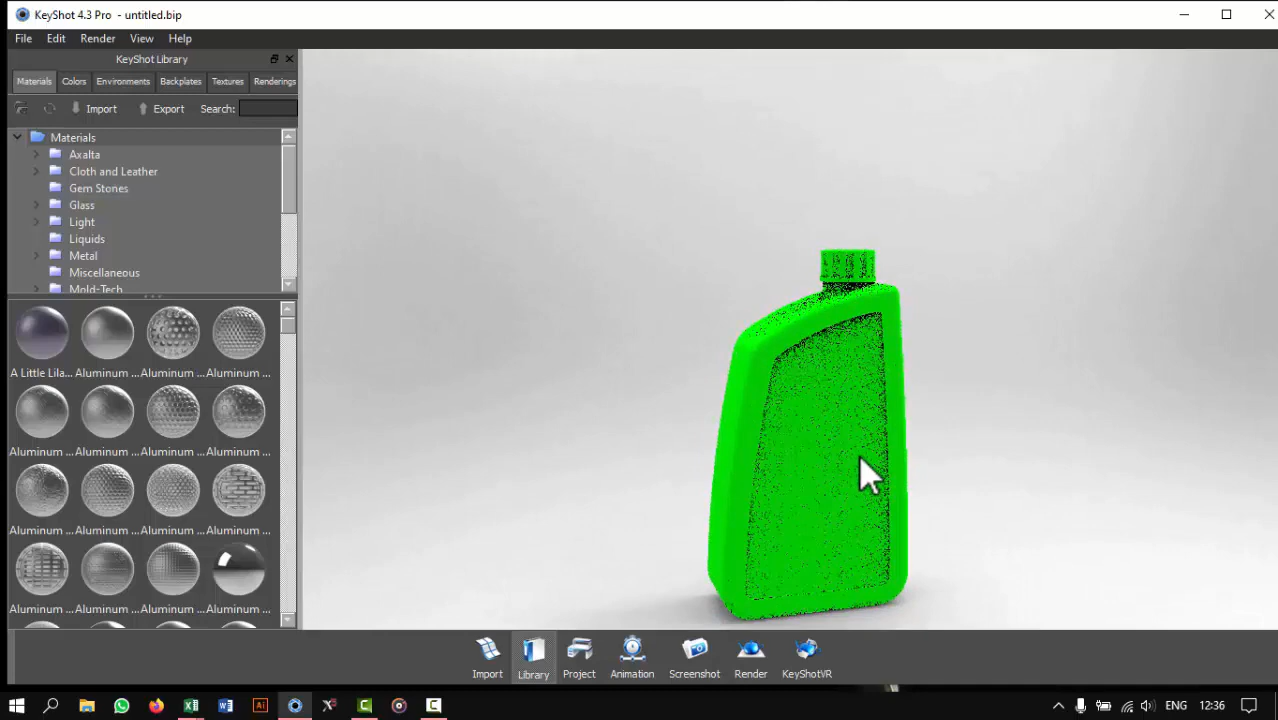 KeyShot 4.3 Pro - untitled.bip
File Edit Render View Help
KeyShot Library
Materials Colors Environments Backplates Textures Renderings
Import Export Search:
Materials
Axalta
Cloth and Leather
Gem Stones
Glass
Light
Liquids
Metal
Miscellaneous
Mold-Tech
A Little Lila... Aluminum ... Aluminum ... Aluminum ...
Aluminum ... Aluminum ... Aluminum ... Aluminum ...
Aluminum ... Aluminum ... Aluminum ... Aluminum ...
Aluminum ... Aluminum ... Aluminum ... Aluminum ...
Import Library Project Animation Screenshot Render KeyShotVR
ENG 12:36